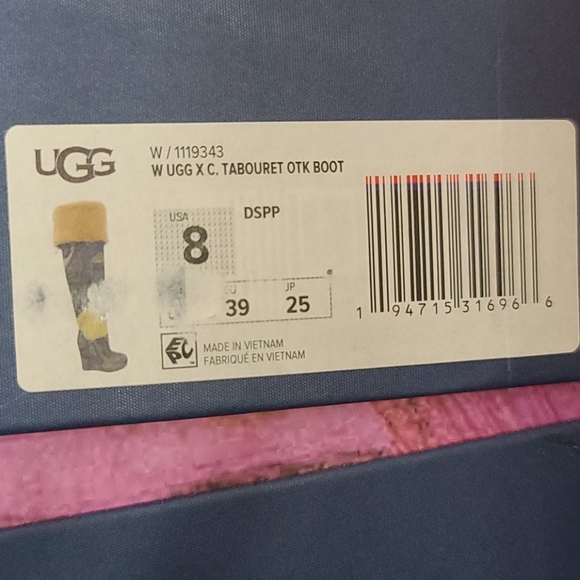 UGG
W / 1119343
W UGG X C. TABOURET OTK BOOT
USA
8
DSPP
39
JP
25
1 94715 31696 6
MADE IN VIETNAM
FABRIQUÉ EN VIETNAM